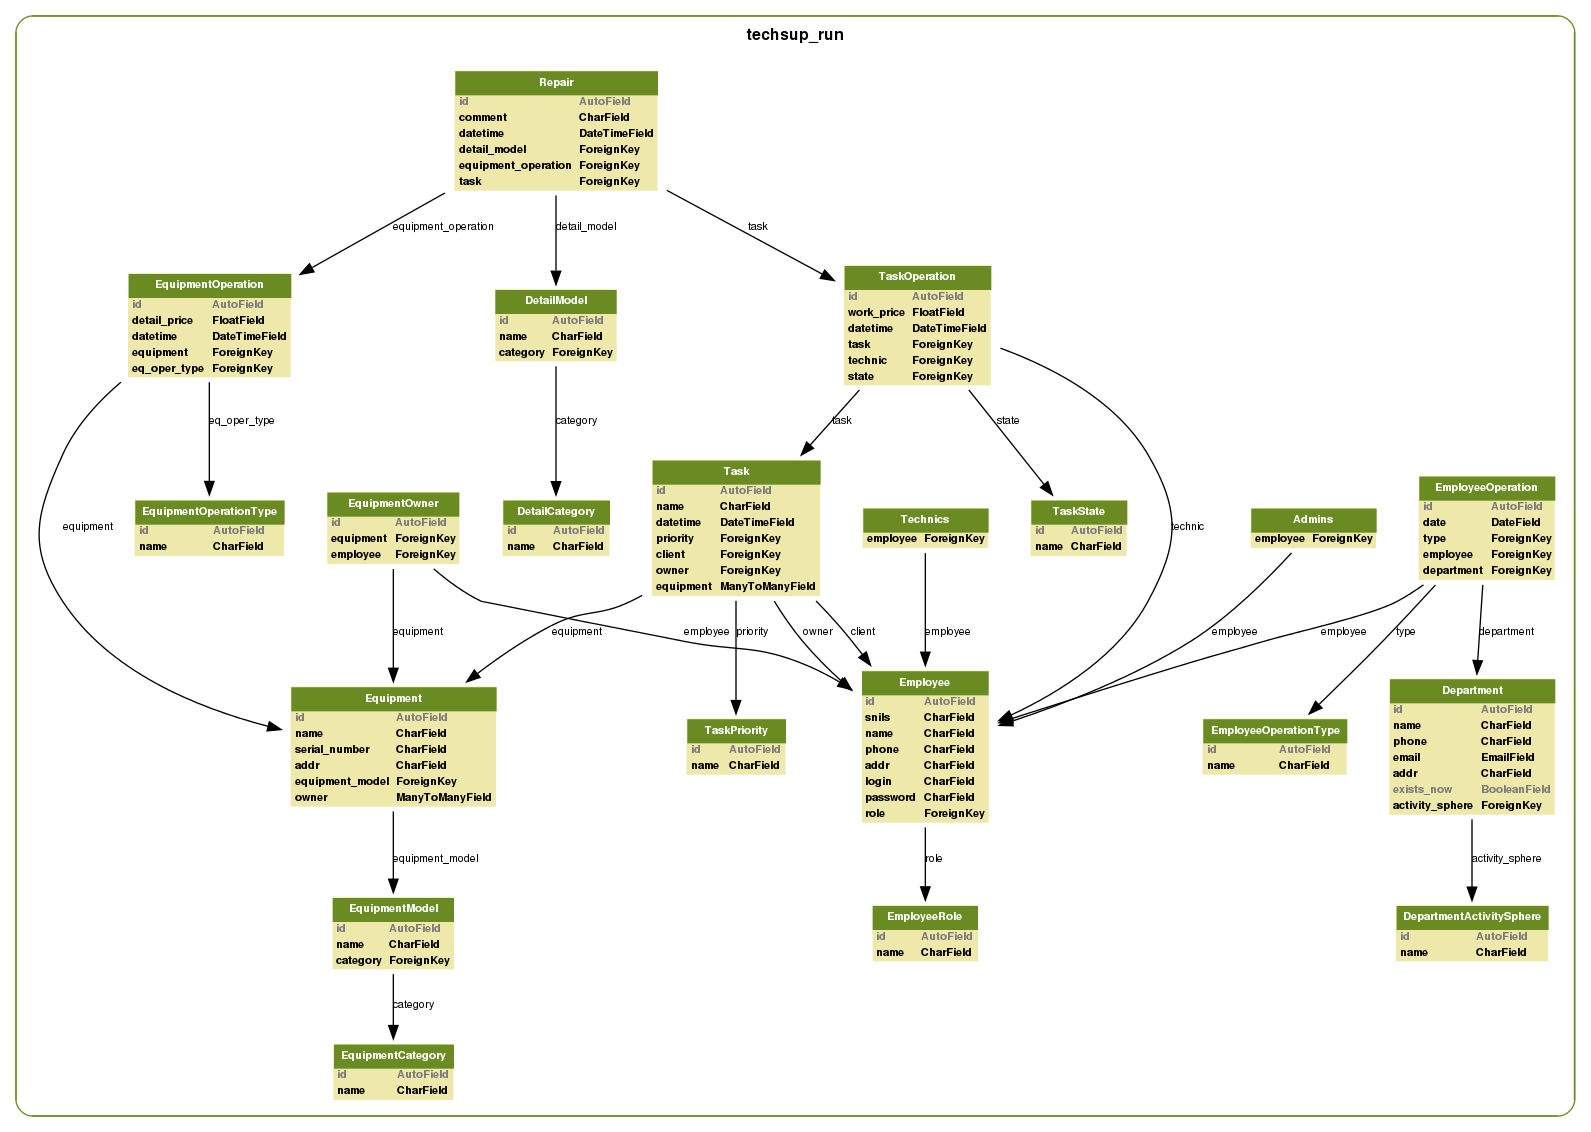 techsup_run
Repair
id AutoField
comment CharField
datetime DateTimeField
detail_model ForeignKey
equipment_operation ForeignKey
task ForeignKey
equipment_operation
detail_model
task
EquipmentOperation
id AutoField
detail_price FloatField
datetime DateTimeField
equipment ForeignKey
eq_oper_type ForeignKey
DetailModel
id AutoField
name CharField
category ForeignKey
TaskOperation
id AutoField
work_price FloatField
datetime DateTimeField
task ForeignKey
technic ForeignKey
state ForeignKey
eq_oper_type
category
task
state
equipment
technic
EquipmentOperationType
id AutoField
name CharField
EquipmentOwner
id AutoField
equipment ForeignKey
employee ForeignKey
DetailCategory
id AutoField
name CharField
Task
id AutoField
name CharField
datetime DateTimeField
priority ForeignKey
client ForeignKey
owner ForeignKey
equipment ManyToManyField
Technics
employee ForeignKey
TaskState
id AutoField
name CharField
Admins
employee ForeignKey
EmployeeOperation
id AutoField
date DateField
type ForeignKey
employee ForeignKey
department ForeignKey
equipment
equipment
employee
priority
owner
client
employee
employee
employee
type
department
Equipment
id AutoField
name CharField
serial_number CharField
addr CharField
equipment_model ForeignKey
owner ManyToManyField
TaskPriority
id AutoField
name CharField
Employee
id AutoField
snils CharField
name CharField
phone CharField
addr CharField
login CharField
password CharField
role ForeignKey
EmployeeOperationType
id AutoField
name CharField
Department
id AutoField
name CharField
phone CharField
email EmailField
addr CharField
exists_now BooleanField
activity_sphere ForeignKey
equipment_model
role
activity_sphere
EquipmentModel
id AutoField
name CharField
category ForeignKey
EmployeeRole
id AutoField
name CharField
DepartmentActivitySphere
id AutoField
name CharField
category
EquipmentCategory
id AutoField
name CharField